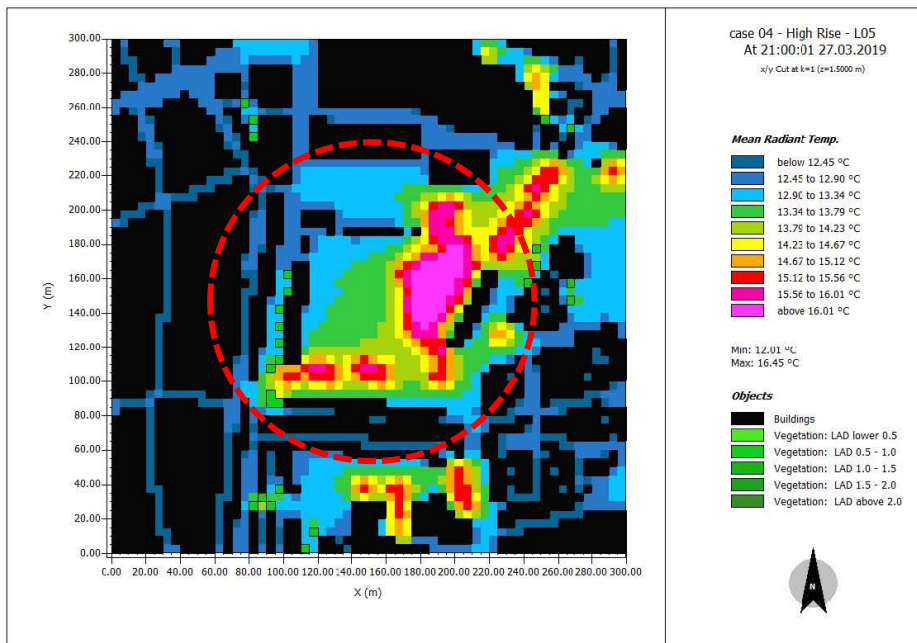 case 04 - High Rise - L05
At 21:00:01 27.03.2019
x/y Cut at k=1 (z=1.5000 m)
Mean Radiant Temp.
below 12.45 °C
12.45 to 12.90 °C
12.90 to 13.34 °C
13.34 to 13.79 °C
13.79 to 14.23 °C
14.23 to 14.67 °C
14.67 to 15.12 °C
15.12 to 15.56 °C
15.56 to 16.01 °C
above 16.01 °C
Min: 12.01 °C
Max: 16.45 °C
Objects
Buildings
Vegetation: LAD lower 0.5
Vegetation: LAD 0.5 - 1.0
Vegetation: LAD 1.0 - 1.5
Vegetation: LAD 1.5 - 2.0
Vegetation: LAD above 2.0
N
300.00
280.00
260.00
240.00
220.00
200.00
180.00
160.00
140.00
120.00
100.00
80.00
60.00
40.00
20.00
0.00
Y (m)
0.00 20.00 40.00 60.00 80.00 100.00 120.00 140.00 160.00 180.00 200.00 220.00 240.00 260.00 280.00 300.00
X (m)